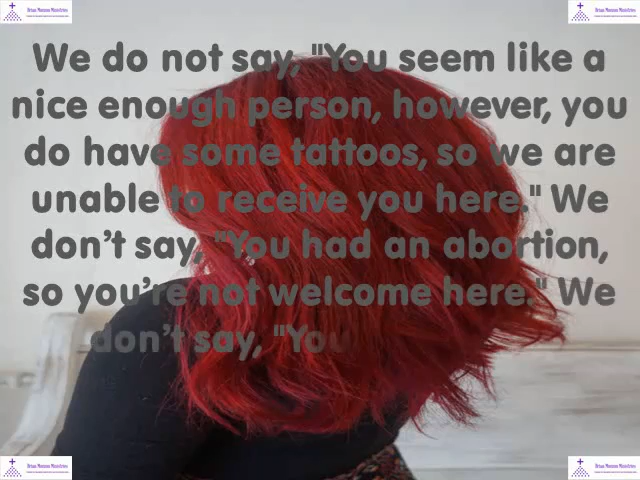 We do not say, "You seem like a
nice enough person, however, you
do have some tattoos, so we are
unable to receive you here." We
don’t say, "You had an abortion,
so you’re not welcome here." We
don’t say, "You